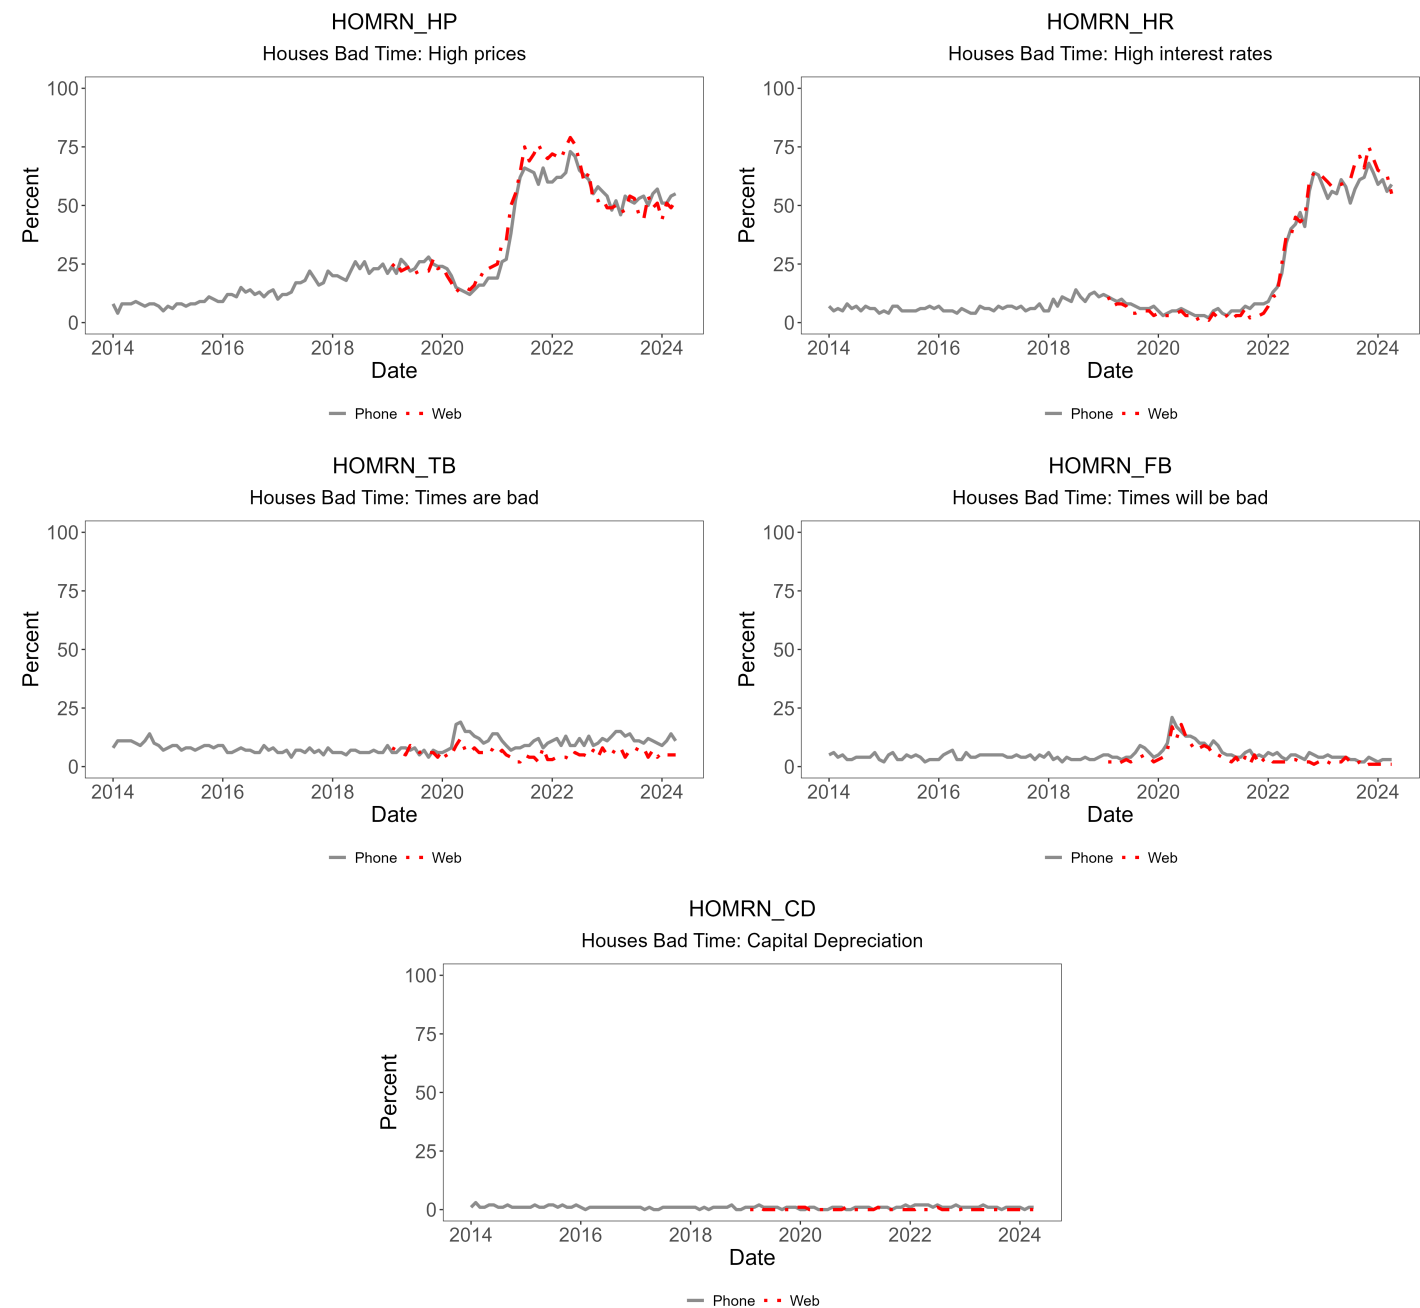 HOMRN_HP
Houses Bad Time: High prices
100
75
50
25
0
Percent
2014 2016 2018 2020 2022 2024
Date
Phone Web
HOMRN_HR
Houses Bad Time: High interest rates
100
75
50
25
0
Percent
2014 2016 2018 2020 2022 2024
Date
Phone Web
HOMRN_TB
Houses Bad Time: Times are bad
100
75
50
25
0
Percent
2014 2016 2018 2020 2022 2024
Date
Phone Web
HOMRN_FB
Houses Bad Time: Times will be bad
100
75
50
25
0
Percent
2014 2016 2018 2020 2022 2024
Date
Phone Web
HOMRN_CD
Houses Bad Time: Capital Depreciation
100
75
50
25
0
Percent
2014 2016 2018 2020 2022 2024
Date
Phone Web